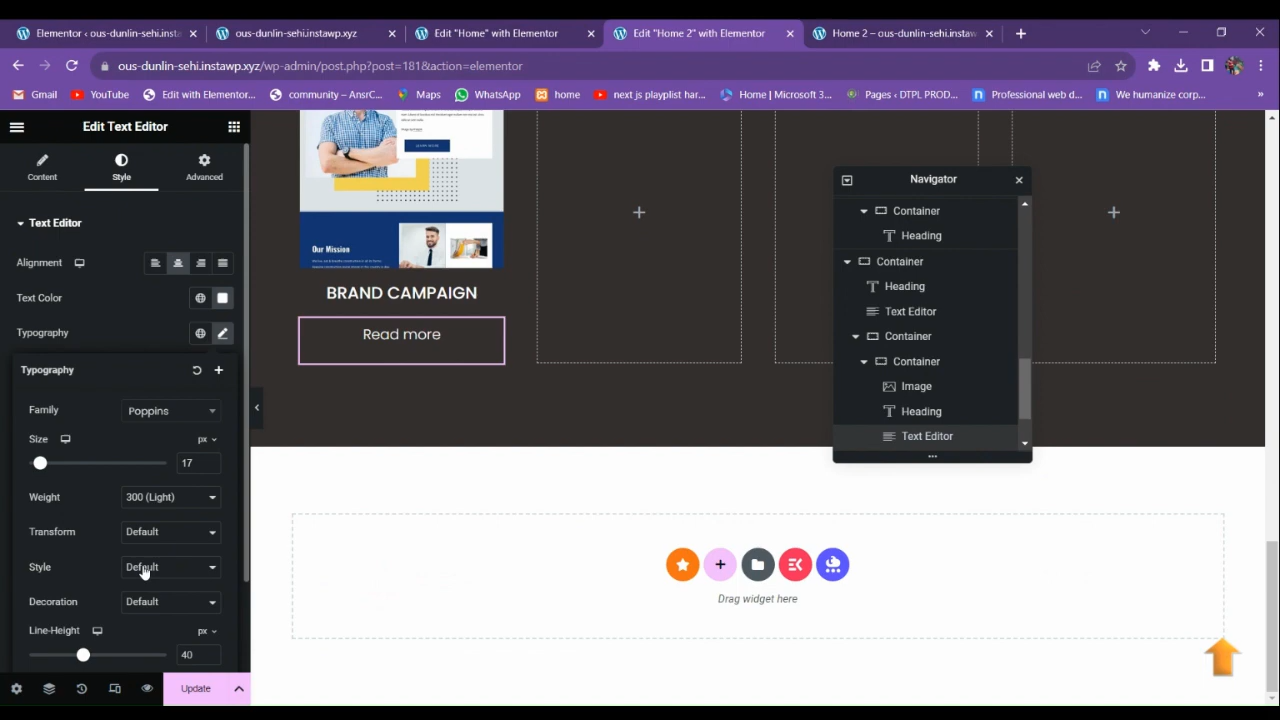 Elementor ‹ ous-dunlin-sehi.insta
ous-dunlin-sehi.instawp.xyz/
Edit "Home" with Elementor
Edit "Home 2" with Elementor
Home 2 – ous-dunlin-sehi.instaw
ous-dunlin-sehi.instawp.xyz/wp-admin/post.php?post=181&action=elementor
Gmail
YouTube
Edit with Elementor...
community – AnsrC...
Maps
WhatsApp
home
next js playplist har...
Home | Microsoft 3...
Pages ‹ DTPL PROD...
Professional web d...
We humanize corp...
»
Content
Style
Advanced
Text Editor
Alignment
Text Color
Typography
Typography
Family
Poppins
Size
px
17
Weight
300 (Light)
Transform
Default
Style
Decoration
Default
Line-Height
px
40
Update
Our Mission
BRAND CAMPAIGN
Read more
Navigator
Container
Heading
Container
Heading
Text Editor
Container
Container
Image
Heading
Text Editor
Drag widget here